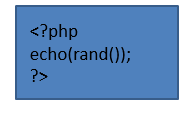 <?php
echo(rand());
?>